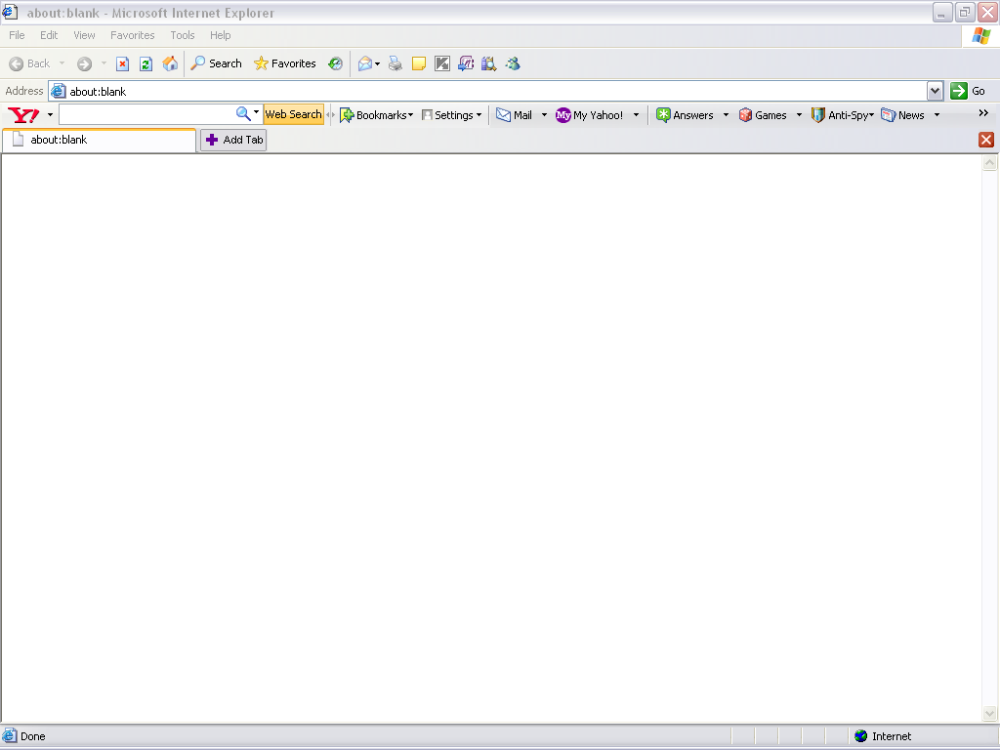 about:blank - Microsoft Internet Explorer
File Edit View Favorites Tools Help
Back Search Favorites
Address about:blank Go
Y! Web Search Bookmarks Settings Mail My My Yahoo! Answers Games Anti-Spy News »
about:blank Add Tab
Done Internet